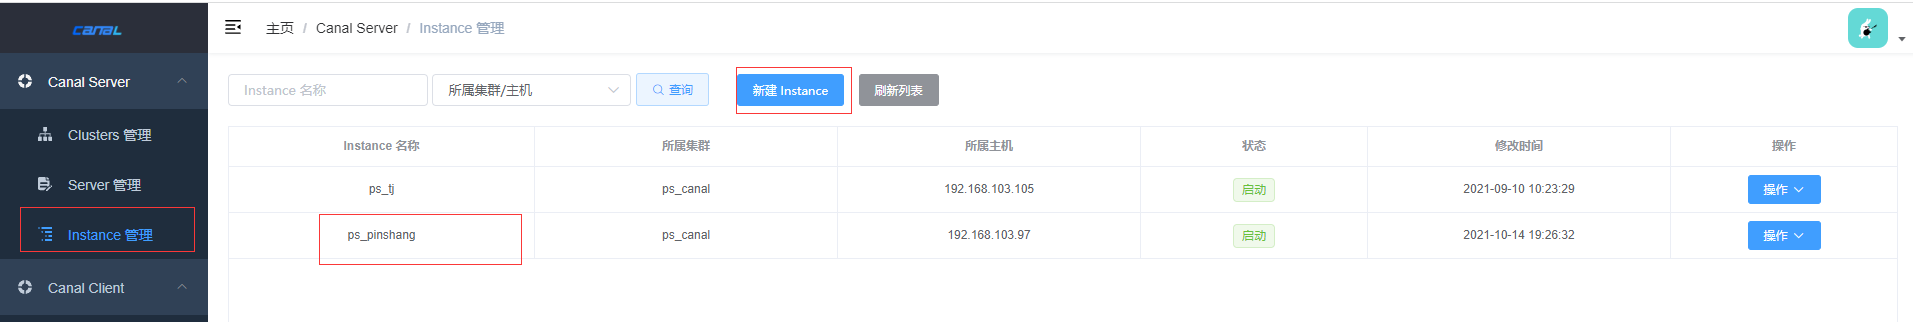 CANAL
主页 / Canal Server / Instance 管理
Canal Server
Clusters 管理
Server 管理
Instance 管理
Canal Client
Instance 名称 所属集群/主机 查询 新建 Instance 刷新列表
Instance 名称 所属集群 所属主机 状态 修改时间 操作
ps_tj ps_canal 192.168.103.105 启动 2021-09-10 10:23:29 操作
ps_pinshang ps_canal 192.168.103.97 启动 2021-10-14 19:26:32 操作